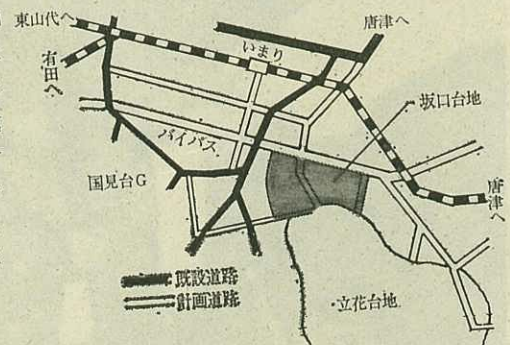 東山代へ
唐津へ
有田へ
いまり
坂口台地
バイパス
国見台G
唐津へ
既設道路
計画道路
・立花台地